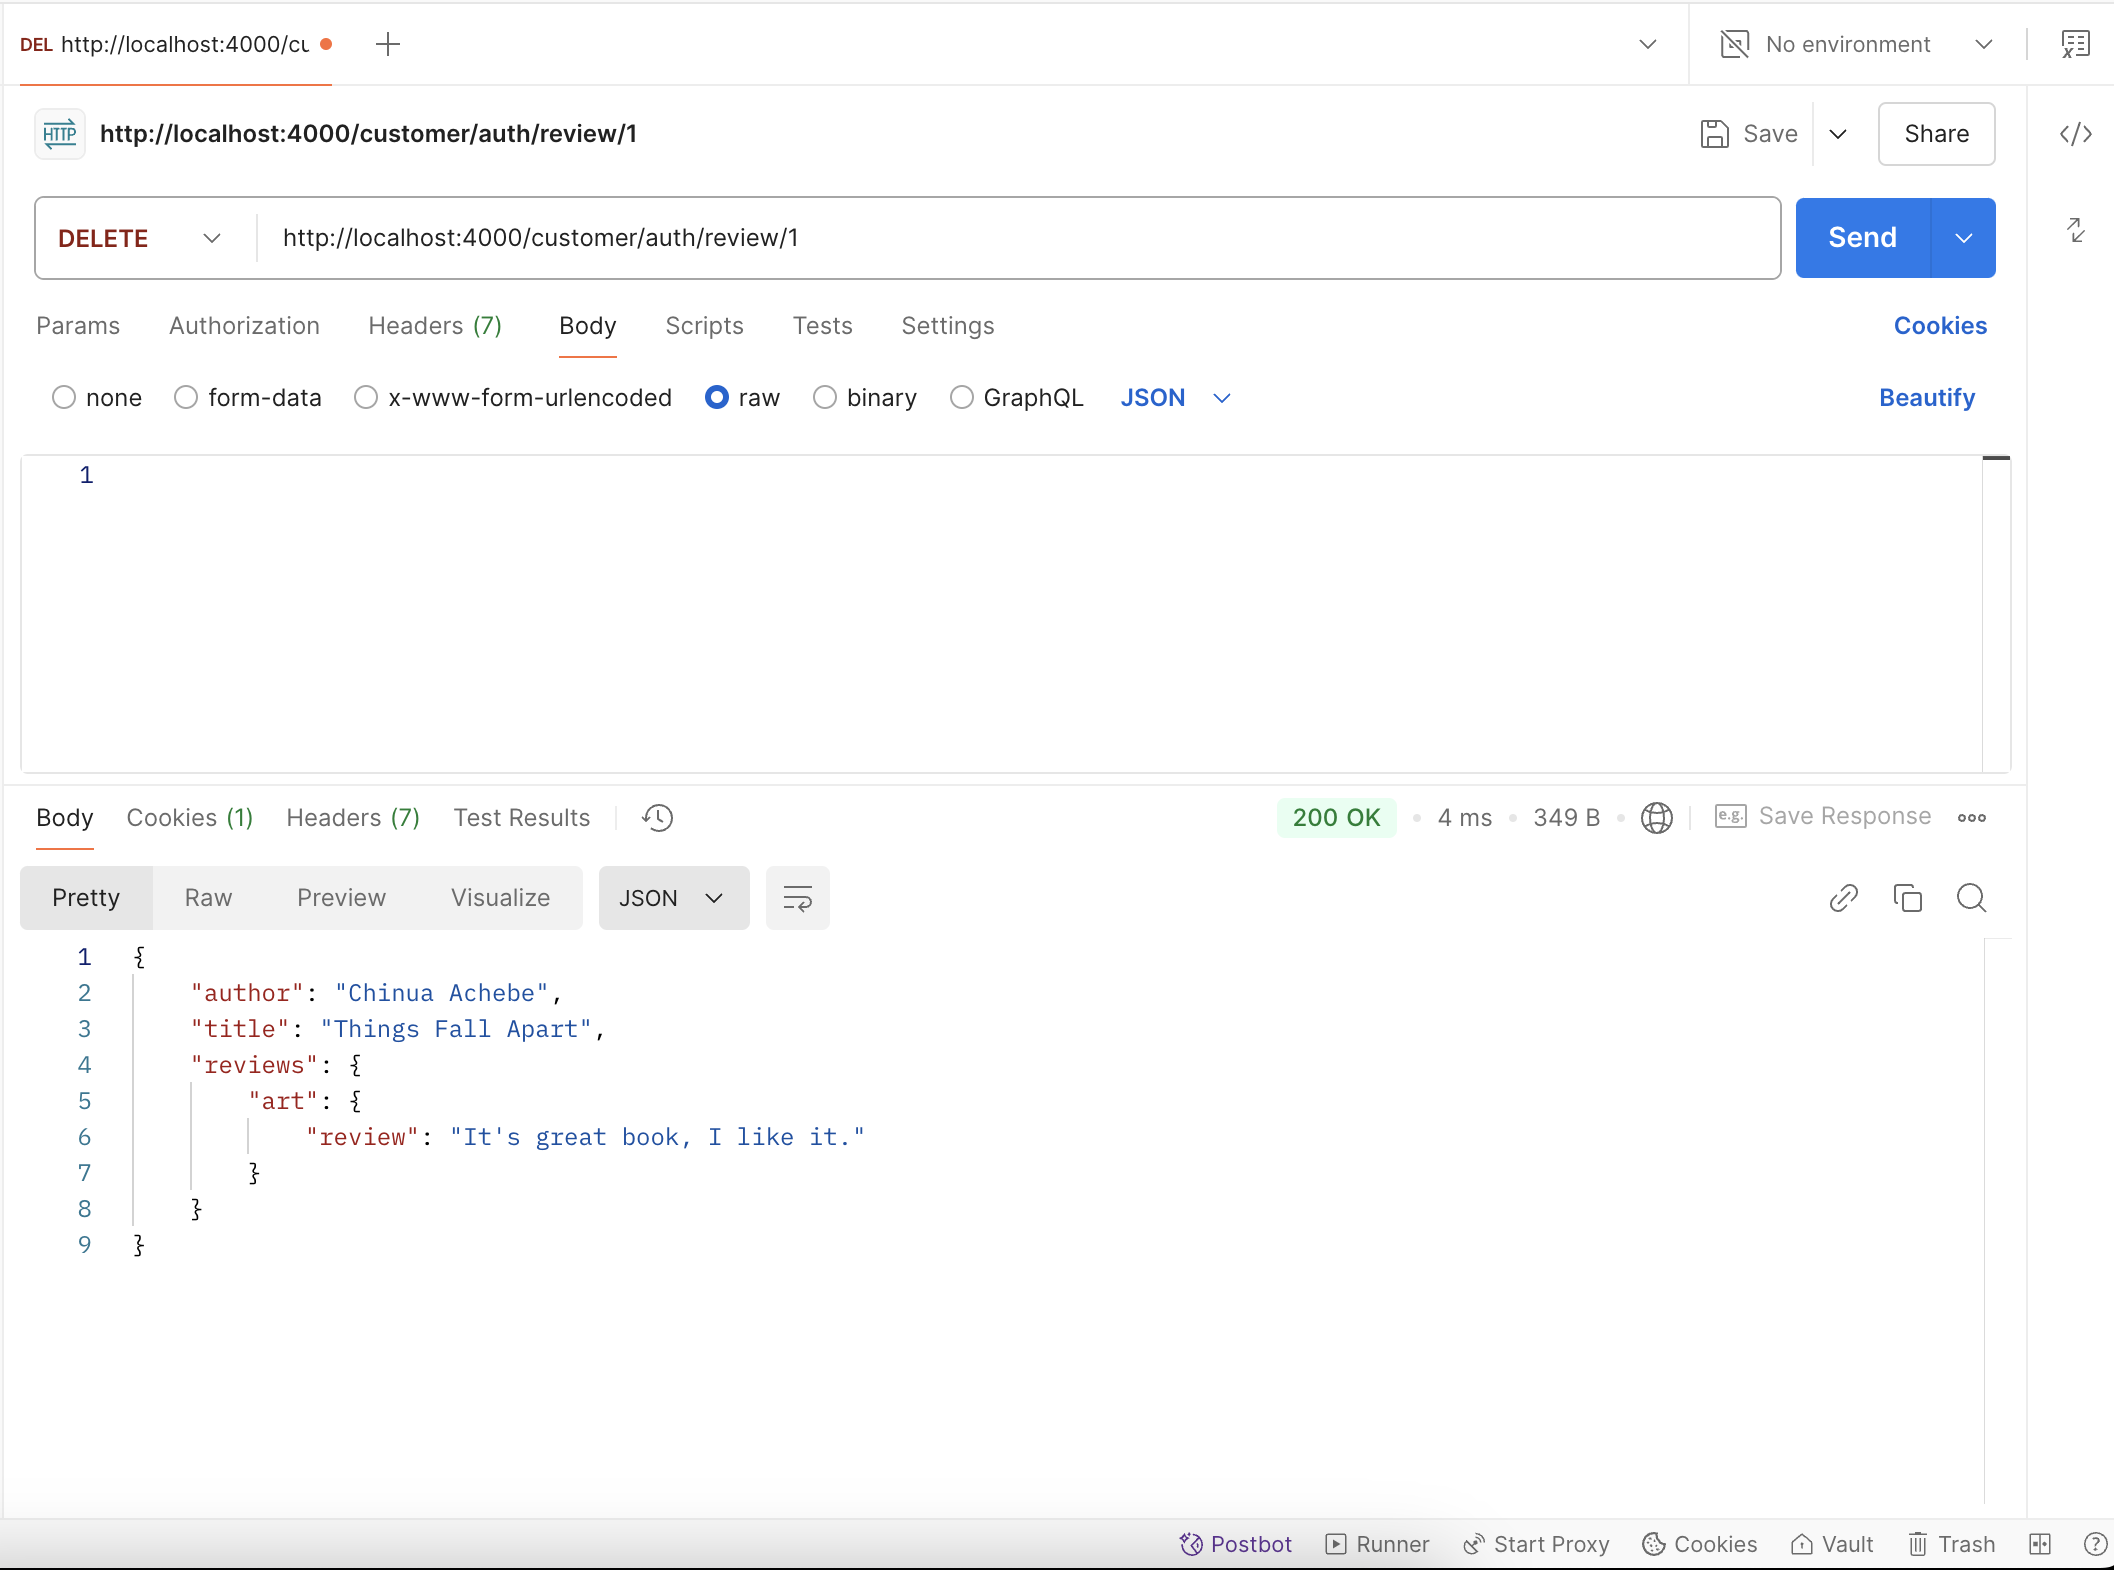 DEL http://localhost:4000/cu
No environment
HTTP http://localhost:4000/customer/auth/review/1
Save
Share
DELETE http://localhost:4000/customer/auth/review/1
Send
Params Authorization Headers (7) Body Scripts Tests Settings Cookies
none form-data x-www-form-urlencoded raw binary GraphQL JSON Beautify
1
Body Cookies (1) Headers (7) Test Results 200 OK 4 ms 349 B e.g. Save Response
Pretty Raw Preview Visualize JSON
1 {
2 "author": "Chinua Achebe",
3 "title": "Things Fall Apart",
4 "reviews": {
5 "art": {
6 "review": "It's great book, I like it."
7 }
8 }
9 }
Postbot Runner Start Proxy Cookies Vault Trash